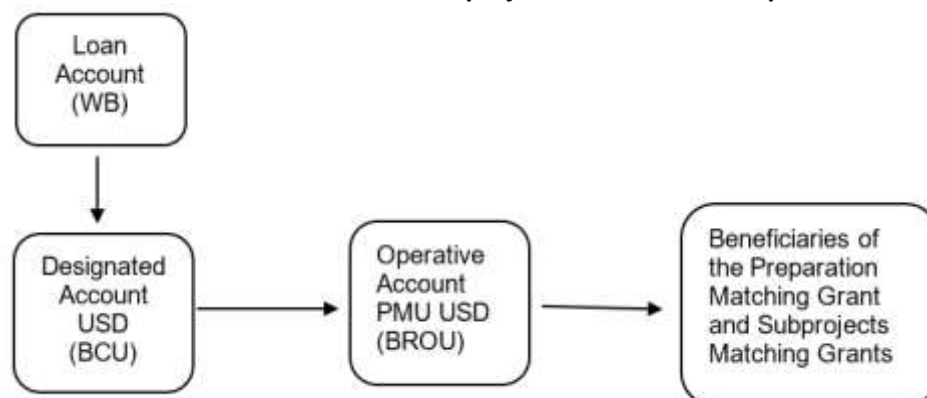 Loan
Account
(WB)
Designated
Account
USD
(BCU)
Operative
Account
PMU USD
(BROU)
Beneficiaries of
the Preparation
Matching Grant
and Subprojects
Matching Grants